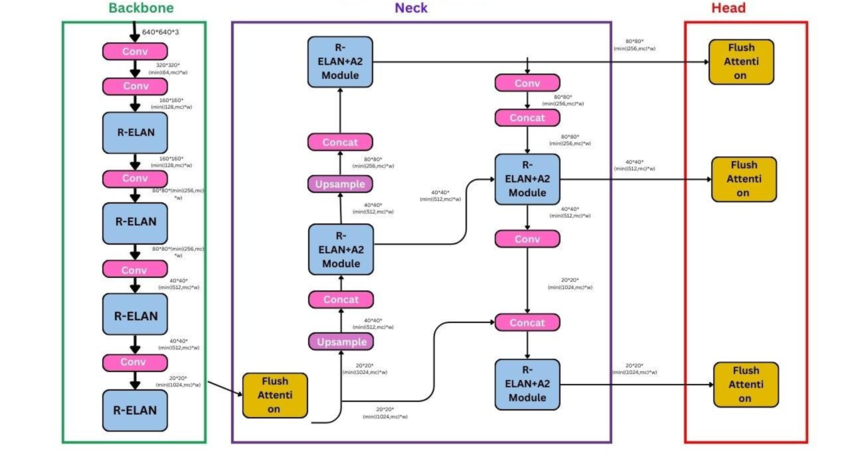 Backbone
Neck
Head
640*640*3
Conv
320*320*
(min)(64,mc)*w)
Conv
160*160*
(min)(128,mc)*w)
R-ELAN
160*160*
(min)(128,mc)*w)
Conv
80*80*(min)(256,mc)
*w)
R-ELAN
80*80*(min)(256,mc)
*w)
Conv
40*40*
(min)(512,mc)*w)
R-ELAN
40*40*
(min)(512,mc)*w)
Conv
20*20*
(min)(1024,mc)*w)
R-ELAN
R-
ELAN+A2
Module
Concat
80*80*
(min)(256,mc)*w)
Upsample
40*40*
(min)(512,mc)*w)
R-
ELAN+A2
Module
Concat
40*40*
(min)(512,mc)*w)
Upsample
20*20*
(min)(1024,mc)*w)
Flush
Attenti
on
20*20*
(min)(1024,mc)*w)
40*40*
(min)(512,mc)*w)
Conv
80*80*
(min)(256,mc)*w)
Concat
80*80*
(min)(256,mc)*w)
R-
ELAN+A2
Module
40*40*
(min)(512,mc)*w)
Conv
20*20*
(min)(1024,mc)*w)
Concat
R-
ELAN+A2
Module
80*80*
(min)(256,mc)*w)
40*40*
(min)(512,mc)*w)
20*20*
(min)(1024,mc)*w)
Flush
Attenti
on
Flush
Attenti
on
Flush
Attenti
on